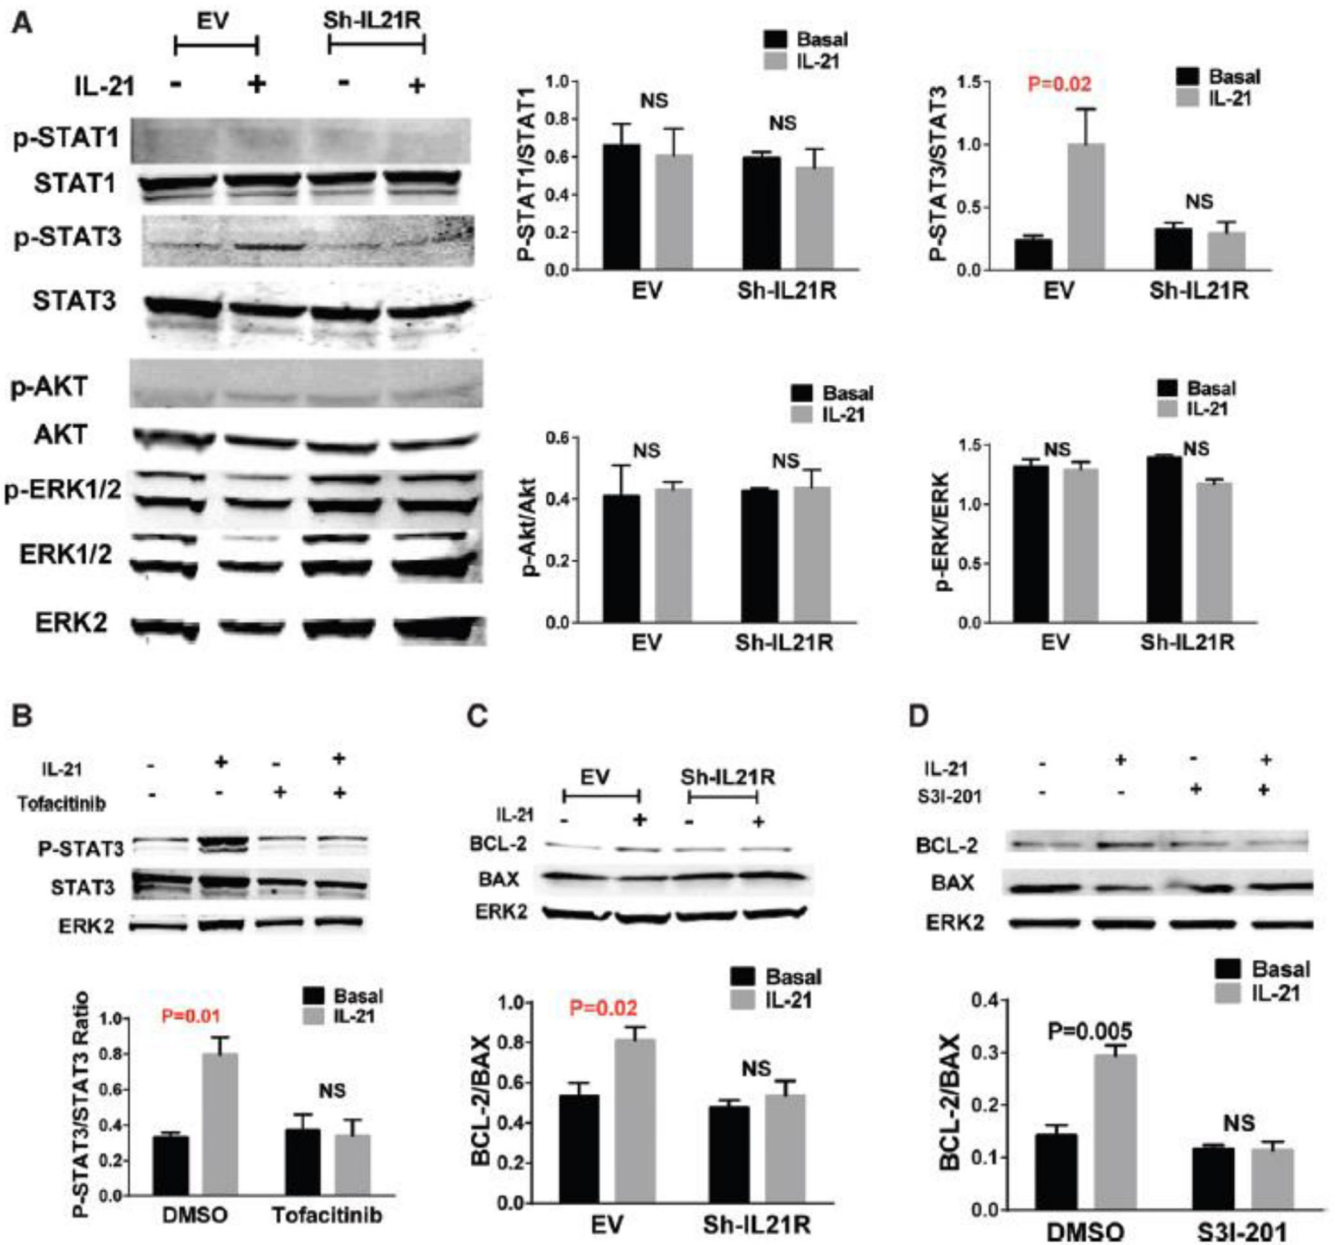 A
EV Sh-IL21R
IL-21 - + - +
p-STAT1
STAT1
p-STAT3
STAT3
p-AKT
AKT
p-ERK1/2
ERK1/2
ERK2
Basal
IL-21
P-STAT1/STAT1
1.0
0.8
0.6
0.4
0.2
0.0
NS
NS
EV Sh-IL21R
Basal
IL-21
P-STAT3/STAT3
1.5
1.0
0.5
0.0
P=0.02
NS
EV Sh-IL21R
Basal
IL-21
p-Akt/Akt
0.6
0.4
0.2
0.0
NS
NS
EV Sh-IL21R
Basal
IL-21
p-ERK/ERK
1.5
1.0
0.5
0.0
NS
NS
EV Sh-IL21R
B
IL-21 - + - +
Tofacitinib - - + +
P-STAT3
STAT3
ERK2
Basal
IL-21
P-STAT3/STAT3 Ratio
1.0
0.8
0.6
0.4
0.2
0.0
P=0.01
NS
DMSO Tofacitinib
C
EV Sh-IL21R
IL-21 - + - +
BCL-2
BAX
ERK2
Basal
IL-21
BCL-2/BAX
1.0
0.8
0.6
0.4
0.2
0.0
P=0.02
NS
EV Sh-IL21R
D
IL-21 - + - +
S3I-201 - - + +
BCL-2
BAX
ERK2
Basal
IL-21
BCL-2/BAX
0.4
0.3
0.2
0.1
0.0
P=0.005
NS
DMSO S3I-201